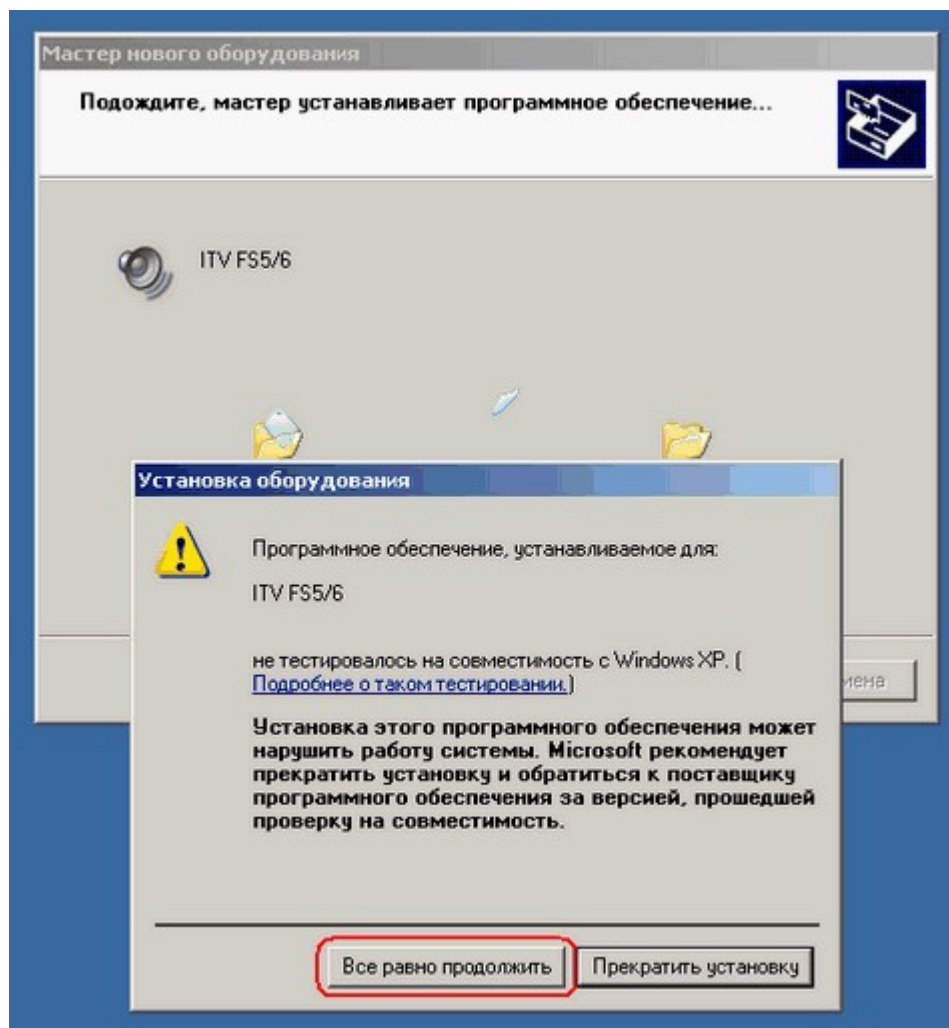 Мастер нового оборудования
Подождите, мастер устанавливает программное обеспечение...
ITV FS5/6
Установка оборудования
Программное обеспечение, устанавливаемое для:
ITV FS5/6
не тестировалось на совместимость с Windows XP. (
Подробнее о таком тестировании.)
Установка этого программного обеспечения может
нарушить работу системы. Microsoft рекомендует
прекратить установку и обратиться к поставщику
программного обеспечения за версией, прошедшей
проверку на совместимость.
Все равно продолжить
Прекратить установку